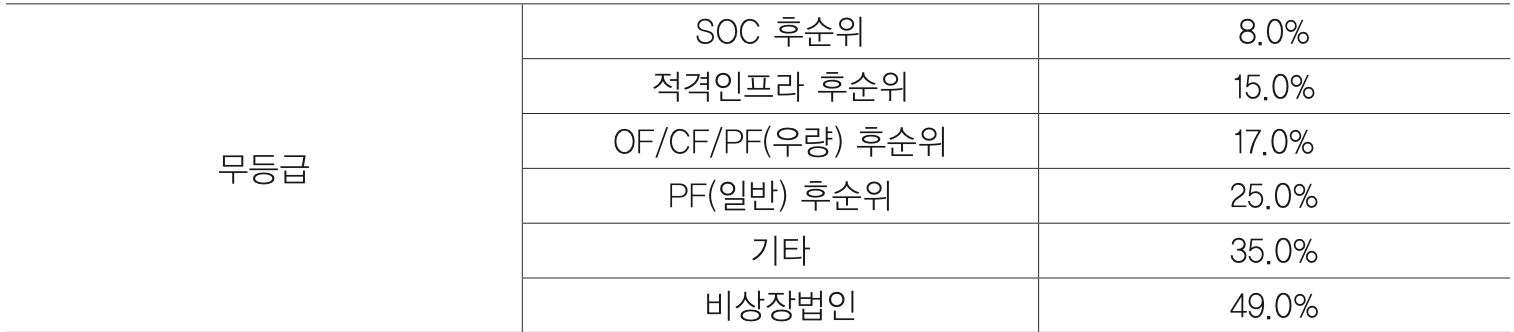 무등급
SOC 후순위 8.0%
적격인프라 후순위 15.0%
OF/CF/PF(우량) 후순위 17.0%
PF(일반) 후순위 25.0%
기타 35.0%
비상장법인 49.0%